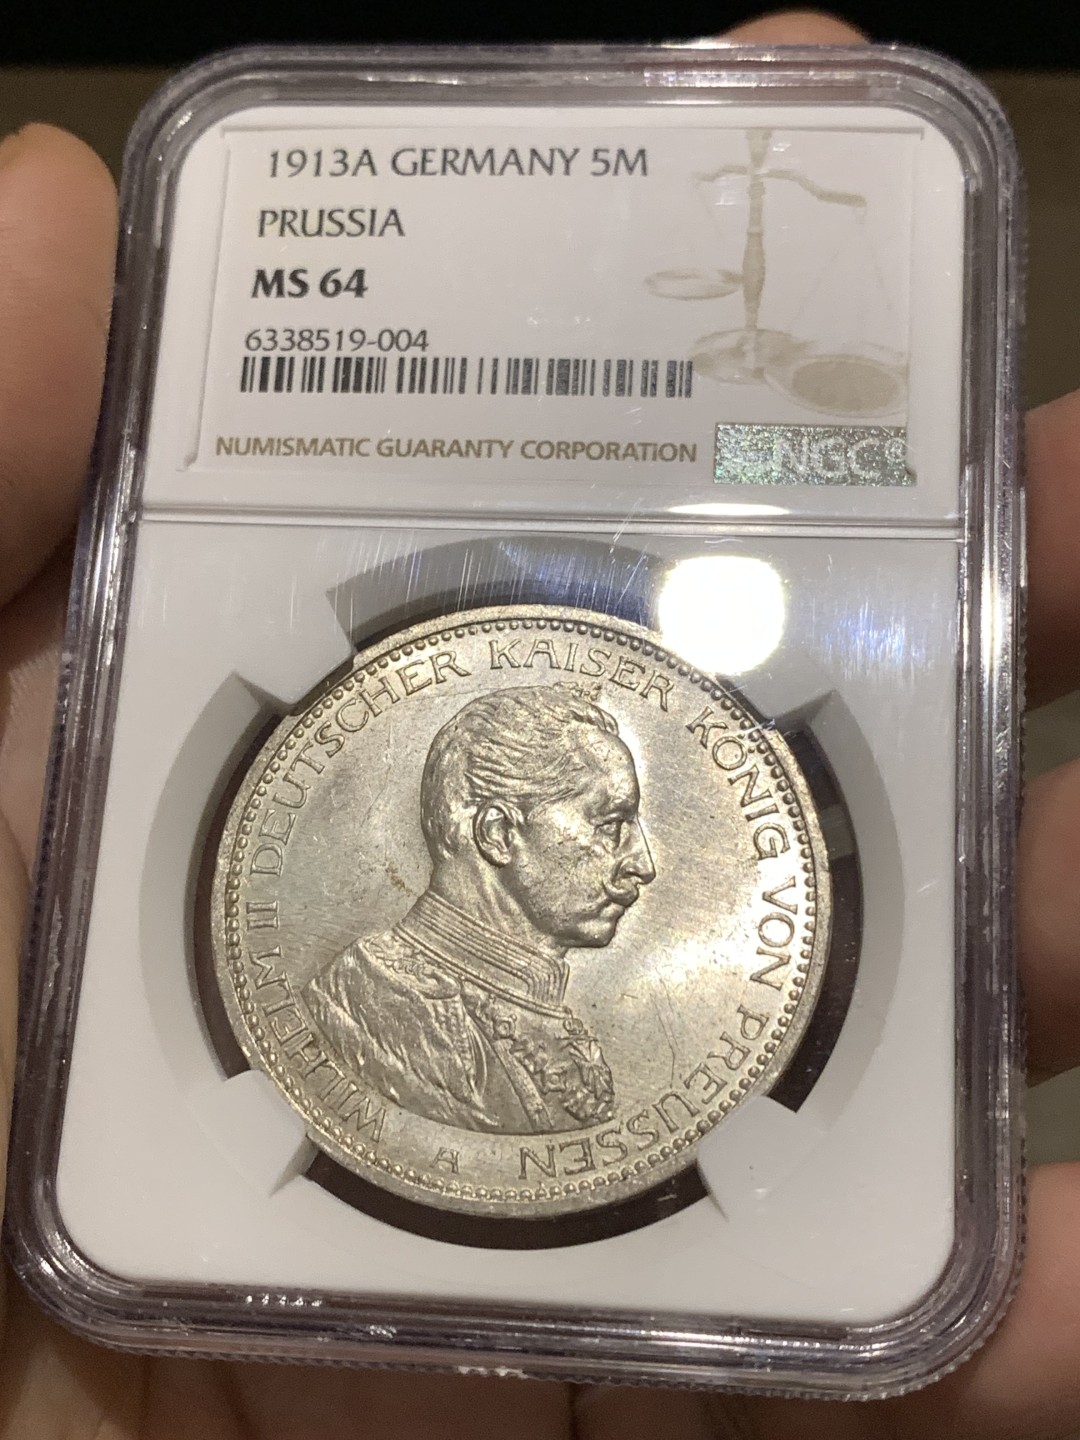 1913A GERMANY 5M
PRUSSIA
MS 64
6338519-004
NUMISMATIC GUARANTY CORPORATION
NGC
WILHELM II DEUTSCHER KAISER KÖNIG VON PREUSSEN
A